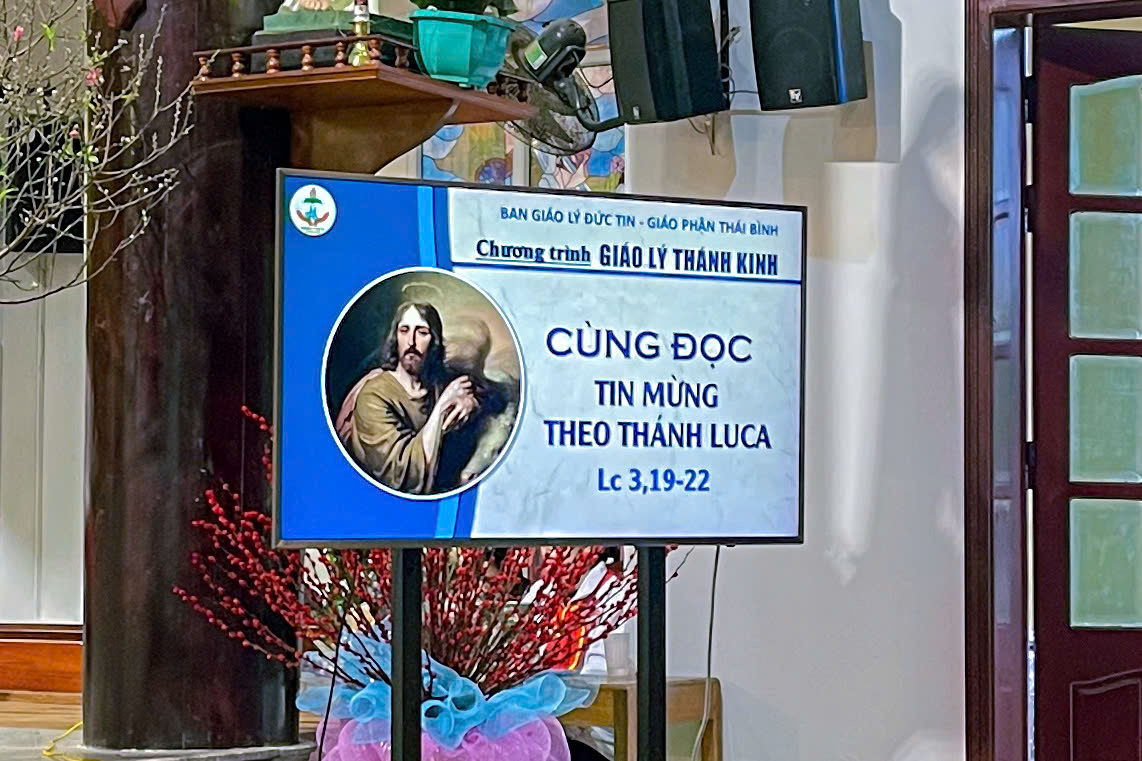 BAN GIÁO LÝ ĐỨC TIN - GIÁO PHẬN THÁI BÌNH
Chương trình GIÁO LÝ THÁNH KINH
CÙNG ĐỌC
TIN MỪNG
THEO THÁNH LUCA
Lc 3,19-22